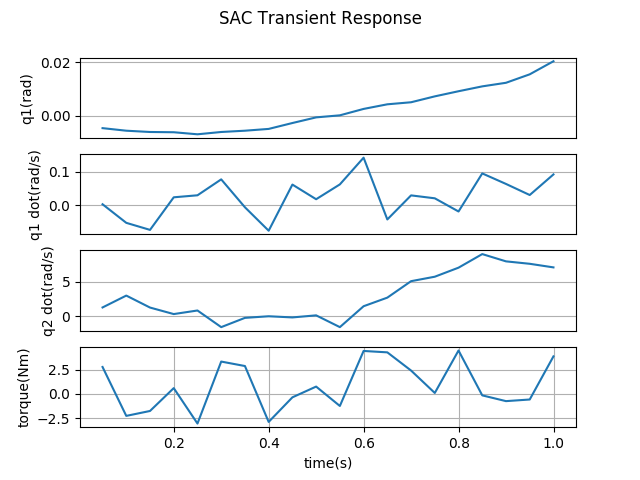 SAC Transient Response
q1(rad)
0.02
0.00
q1 dot(rad/s)
0.1
0.0
q2 dot(rad/s)
5
0
torque(Nm)
2.5
0.0
−2.5
0.2 0.4 0.6 0.8 1.0
time(s)